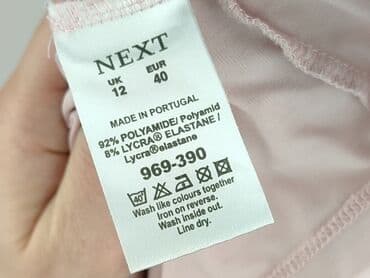 NEXT
UK EUR
12 40
MADE IN PORTUGAL
92% POLYAMIDE/ Polyamid
8% LYCRA® ELASTANE /
Lycra®elastane
969-390
40°
Wash like colours together
Iron on reverse.
Wash inside out.
Line dry.